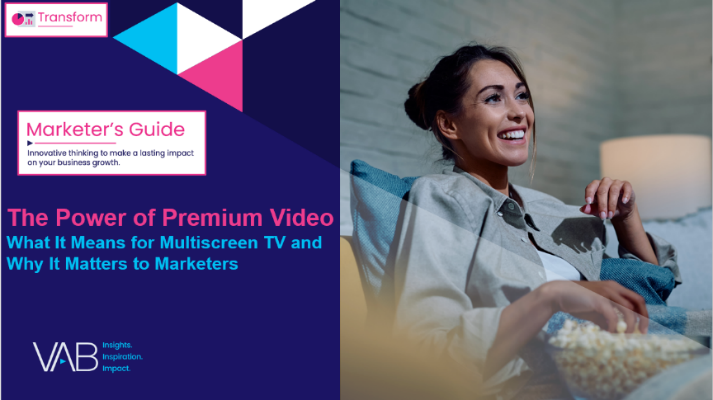 Transform
Marketer's Guide
Innovative thinking to make a lasting impact
on your business growth.
The Power of Premium Video
What It Means for Multiscreen TV and
Why It Matters to Marketers
VAB
Insights.
Inspiration.
Impact.